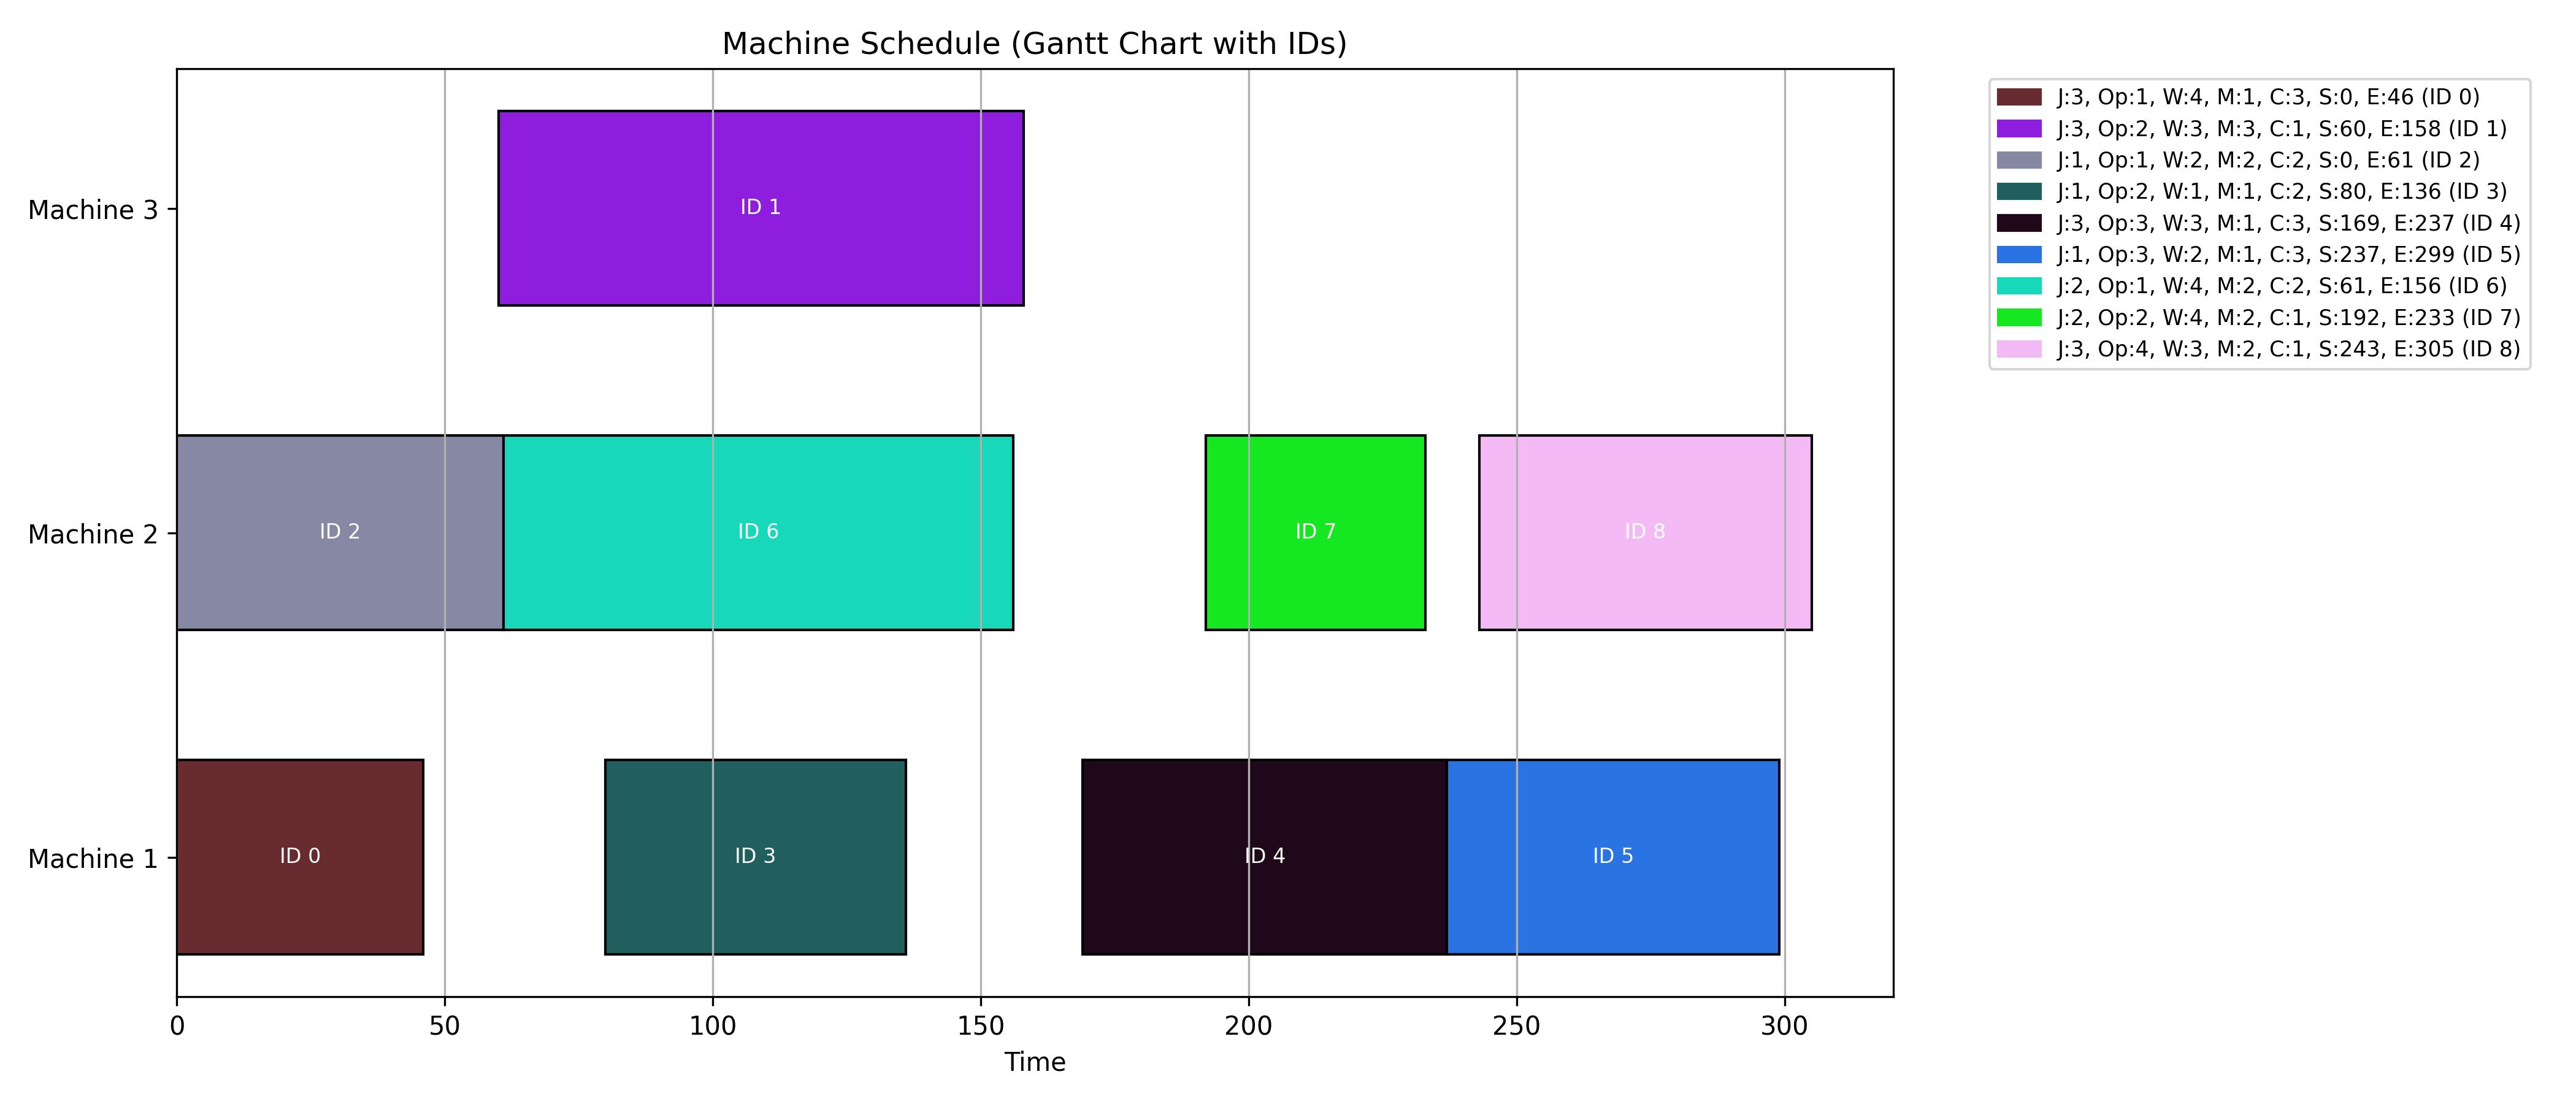 Machine Schedule (Gantt Chart with IDs)
J:3, Op:1, W:4, M:1, C:3, S:0, E:46 (ID 0)
J:3, Op:2, W:3, M:3, C:1, S:60, E:158 (ID 1)
J:1, Op:1, W:2, M:2, C:2, S:0, E:61 (ID 2)
J:1, Op:2, W:1, M:1, C:2, S:80, E:136 (ID 3)
J:3, Op:3, W:3, M:1, C:3, S:169, E:237 (ID 4)
J:1, Op:3, W:2, M:1, C:3, S:237, E:299 (ID 5)
J:2, Op:1, W:4, M:2, C:2, S:61, E:156 (ID 6)
J:2, Op:2, W:4, M:2, C:1, S:192, E:233 (ID 7)
J:3, Op:4, W:3, M:2, C:1, S:243, E:305 (ID 8)
Machine 3
ID 1
Machine 2
ID 2
ID 6
ID 7
ID 8
Machine 1
ID 0
ID 3
ID 4
ID 5
0 50 100 150 200 250 300
Time